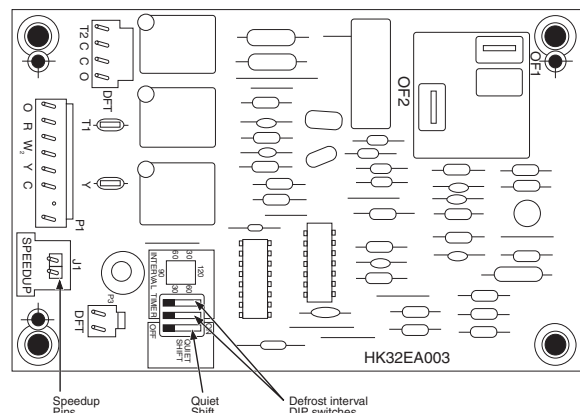 T2 C C O
DFT
OF1
OF2
T1
O R W2 Y C
Y
P1
SPEEDUP
J1
P3
DFT
INTERVAL TIMER
60 30
90 120
30 60
OFF
QUIET
SHIFT
HK32EA003
Speedup
Pins
Quiet
Shift
Defrost interval
DIP switches